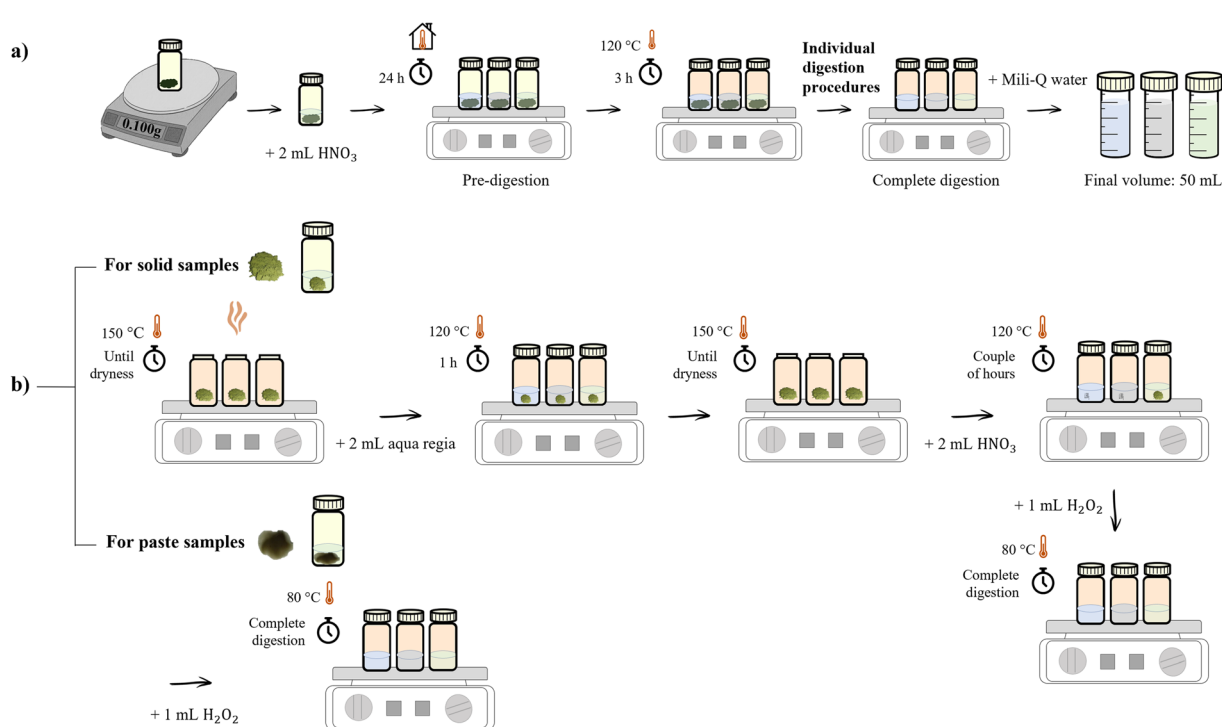 a)
0.100g
+ 2 mL HNO₃
24 h
Pre-digestion
120 °C
3 h
Individual
digestion
procedures
Complete digestion
+ Mili-Q water
Final volume: 50 mL
b)
For solid samples
150 °C
Until
dryness
+ 2 mL aqua regia
120 °C
1 h
150 °C
Until
dryness
+ 2 mL HNO₃
120 °C
Couple
of hours
+ 1 mL H₂O₂
80 °C
Complete
digestion
For paste samples
+ 1 mL H₂O₂
80 °C
Complete
digestion